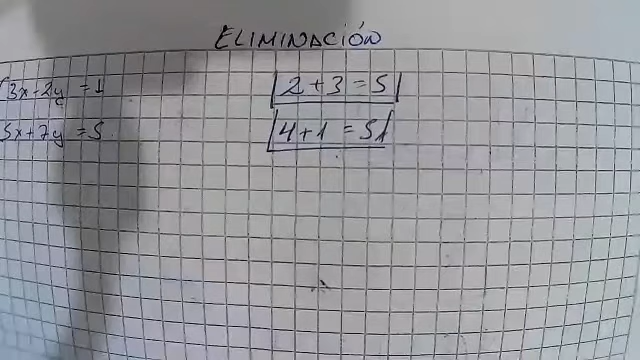 ELIMINACIÓN
3x-2y = 1
5x+7y = 5
2+3 = 5
4+1 = 5